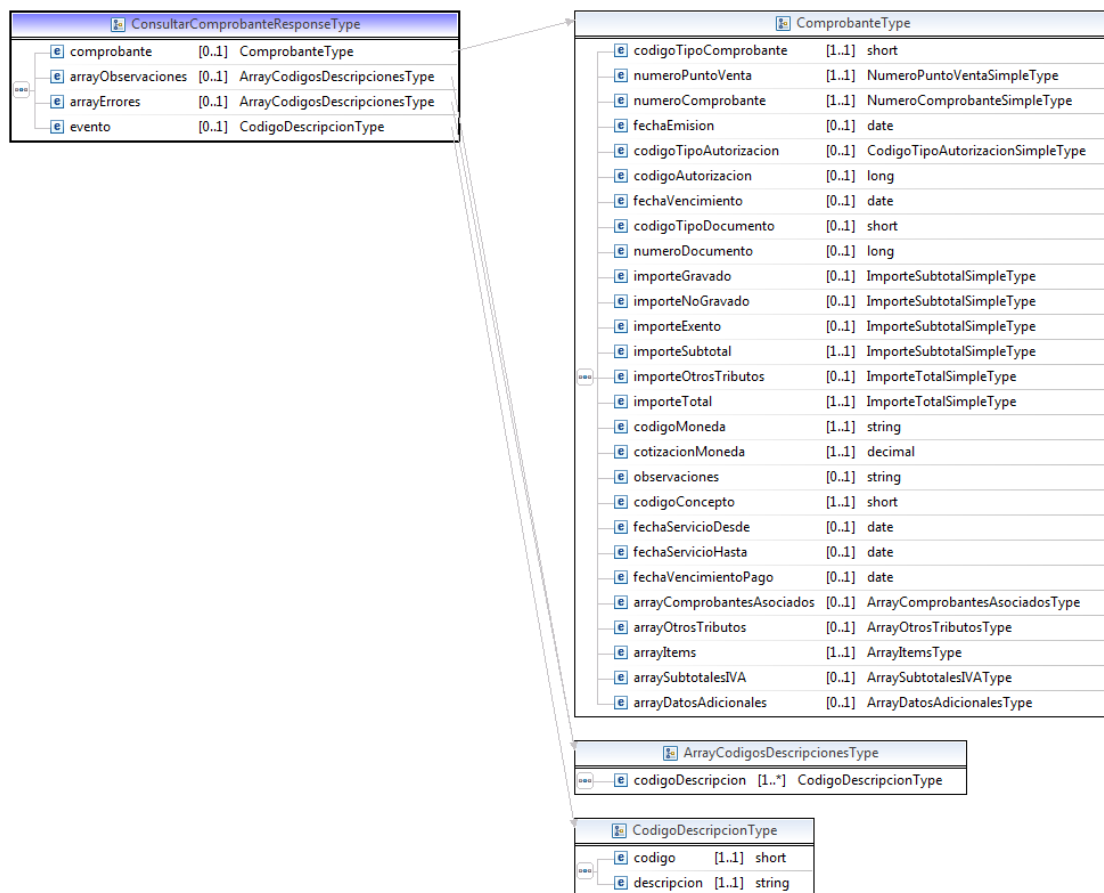 ConsultarComprobanteResponseType
comprobante [0..1] ComprobanteType
arrayObservaciones [0..1] ArrayCodigosDescripcionesType
arrayErrores [0..1] ArrayCodigosDescripcionesType
evento [0..1] CodigoDescripcionType
ComprobanteType
codigoTipoComprobante [1..1] short
numeroPuntoVenta [1..1] NumeroPuntoVentaSimpleType
numeroComprobante [1..1] NumeroComprobanteSimpleType
fechaEmision [0..1] date
codigoTipoAutorizacion [0..1] CodigoTipoAutorizacionSimpleType
codigoAutorizacion [0..1] long
fechaVencimiento [0..1] date
codigoTipoDocumento [0..1] short
numeroDocumento [0..1] long
importeGravado [0..1] ImporteSubtotalSimpleType
importeNoGravado [0..1] ImporteSubtotalSimpleType
importeExento [0..1] ImporteSubtotalSimpleType
importeSubtotal [1..1] ImporteSubtotalSimpleType
importeOtrosTributos [0..1] ImporteTotalSimpleType
importeTotal [1..1] ImporteTotalSimpleType
codigoMoneda [1..1] string
cotizacionMoneda [1..1] decimal
observaciones [0..1] string
codigoConcepto [1..1] short
fechaServicioDesde [0..1] date
fechaServicioHasta [0..1] date
fechaVencimientoPago [0..1] date
arrayComprobantesAsociados [0..1] ArrayComprobantesAsociadosType
arrayOtrosTributos [0..1] ArrayOtrosTributosType
arrayItems [1..1] ArrayItemsType
arraySubtotalesIVA [0..1] ArraySubtotalesIVAType
arrayDatosAdicionales [0..1] ArrayDatosAdicionalesType
ArrayCodigosDescripcionesType
codigoDescripcion [1..*] CodigoDescripcionType
CodigoDescripcionType
codigo [1..1] short
descripcion [1..1] string